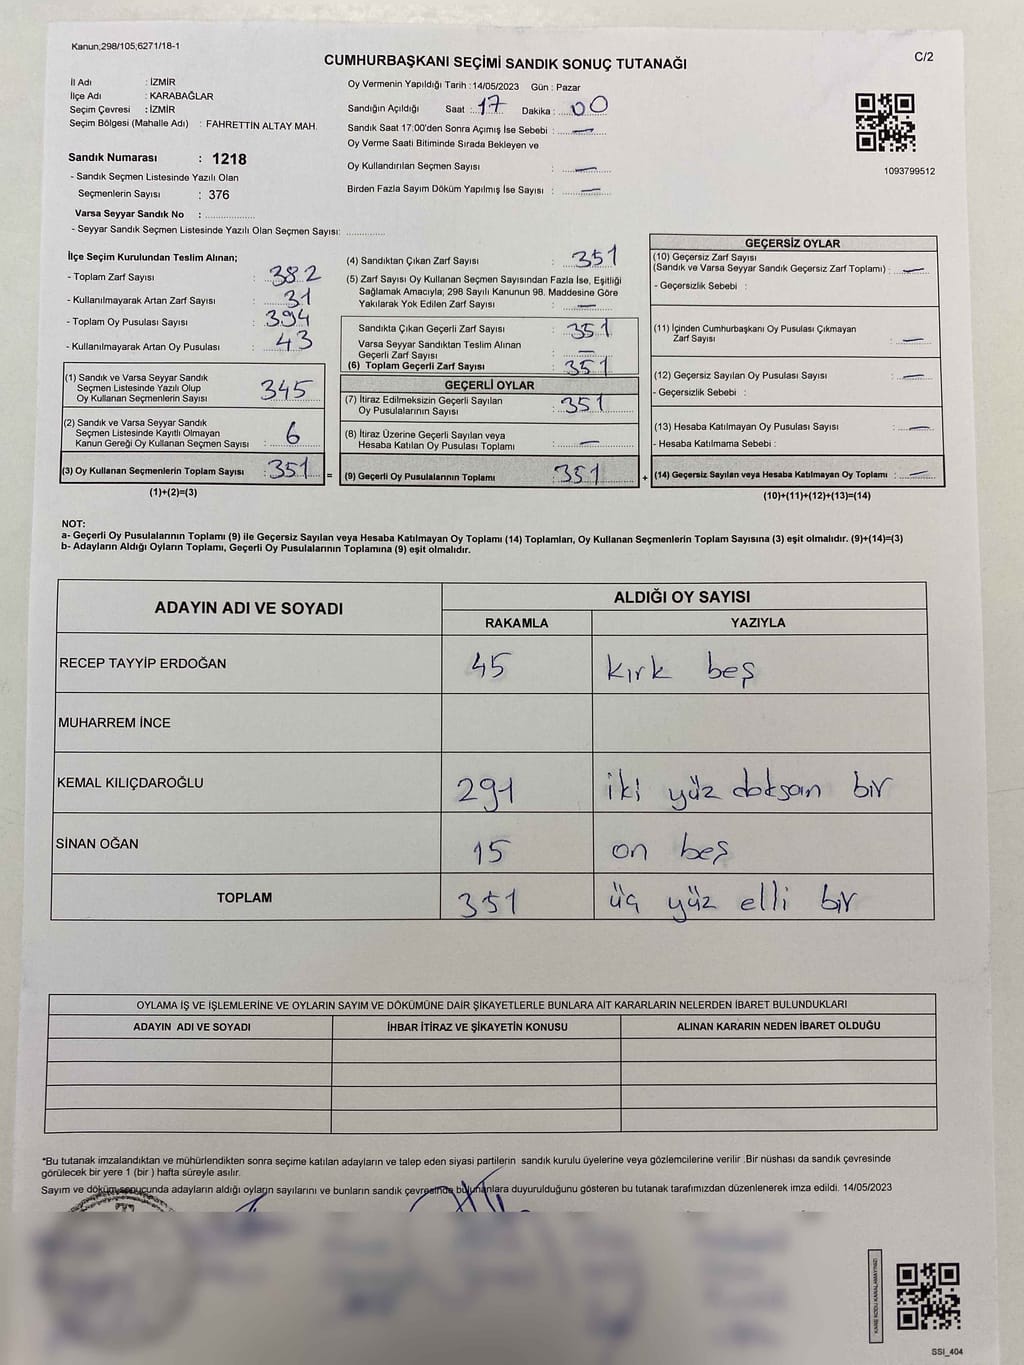 Kanun;298/105;6271/18-1
C/2
CUMHURBAŞKANI SEÇİMİ SANDIK SONUÇ TUTANAĞI
İl Adı : İZMİR
İlçe Adı : KARABAĞLAR
Seçim Çevresi : İZMİR
Seçim Bölgesi (Mahalle Adı) : FAHRETTİN ALTAY MAH.
Sandık Numarası : 1218
- Sandık Seçmen Listesinde Yazılı Olan
Seçmenlerin Sayısı : 376
Varsa Seyyar Sandık No :
- Seyyar Sandık Seçmen Listesinde Yazılı Olan Seçmen Sayısı:
Oy Vermenin Yapıldığı Tarih : 14/05/2023 Gün : Pazar
Sandığın Açıldığı Saat : 17 Dakika : 00
Sandık Saat 17:00'den Sonra Açımış İse Sebebi : —
Oy Verme Saati Bitiminde Sırada Bekleyen ve
Oy Kullandırılan Seçmen Sayısı : —
Birden Fazla Sayım Döküm Yapılmış İse Sayısı : —
1093799512
İlçe Seçim Kurulundan Teslim Alınan;
- Toplam Zarf Sayısı : 382
- Kullanılmayarak Artan Zarf Sayısı : 31
- Toplam Oy Pusulası Sayısı : 394
- Kullanılmayarak Artan Oy Pusulası : 43
(1) Sandık ve Varsa Seyyar Sandık
Seçmen Listesinde Yazılı Olup
Oy Kullanan Seçmenlerin Sayısı : 345
(2) Sandık ve Varsa Seyyar Sandık
Seçmen Listesinde Kayıtlı Olmayan
Kanun Gereği Oy Kullanan Seçmen Sayısı : 6
(3) Oy Kullanan Seçmenlerin Toplam Sayısı : 351 =
(1)+(2)=(3)
(4) Sandıktan Çıkan Zarf Sayısı : 351
(5) Zarf Sayısı Oy Kullanan Seçmen Sayısından Fazla İse, Eşitliği
Sağlamak Amacıyla; 298 Sayılı Kanunun 98. Maddesine Göre
Yakılarak Yok Edilen Zarf Sayısı : —
Sandıkta Çıkan Geçerli Zarf Sayısı : 351
Varsa Seyyar Sandıktan Teslim Alınan
Geçerli Zarf Sayısı : —
(6) Toplam Geçerli Zarf Sayısı : 351
GEÇERLİ OYLAR
(7) İtiraz Edilmeksizin Geçerli Sayılan
Oy Pusulalarının Sayısı : 351
(8) İtiraz Üzerine Geçerli Sayılan veya
Hesaba Katılan Oy Pusulası Toplamı : —
(9) Geçerli Oy Pusulalarının Toplamı : 351 +
GEÇERSİZ OYLAR
(10) Geçersiz Zarf Sayısı
(Sandık ve Varsa Seyyar Sandık Geçersiz Zarf Toplamı) : —
- Geçersizlik Sebebi :
(11) İçinden Cumhurbaşkanı Oy Pusulası Çıkmayan
Zarf Sayısı : —
(12) Geçersiz Sayılan Oy Pusulası Sayısı : —
- Geçersizlik Sebebi :
(13) Hesaba Katılmayan Oy Pusulası Sayısı : —
- Hesaba Katılmama Sebebi :
(14) Geçersiz Sayılan veya Hesaba Katılmayan Oy Toplamı : —
(10)+(11)+(12)+(13)=(14)
NOT:
a- Geçerli Oy Pusulalarının Toplamı (9) ile Geçersiz Sayılan veya Hesaba Katılmayan Oy Toplamı (14) Toplamları, Oy Kullanan Seçmenlerin Toplam Sayısına (3) eşit olmalıdır. (9)+(14)=(3)
b- Adayların Aldığı Oyların Toplamı, Geçerli Oy Pusulalarının Toplamına (9) eşit olmalıdır.
ADAYIN ADI VE SOYADI ALDIĞI OY SAYISI
RAKAMLA YAZIYLA
RECEP TAYYİP ERDOĞAN 45 kırk beş
MUHARREM İNCE
KEMAL KILIÇDAROĞLU 291 iki yüz doksan bir
SİNAN OĞAN 15 on beş
TOPLAM 351 üç yüz elli bir
OYLAMA İŞ VE İŞLEMLERİNE VE OYLARIN SAYIM VE DÖKÜMÜNE DAİR ŞİKAYETLERLE BUNLARA AİT KARARLARIN NELERDEN İBARET BULUNDUKLARI
ADAYIN ADI VE SOYADI İHBAR İTİRAZ VE ŞİKAYETİN KONUSU ALINAN KARARIN NEDEN İBARET OLDUĞU
*Bu tutanak imzalandıktan ve mühürlendikten sonra seçime katılan adayların ve talep eden siyasi partilerin sandık kurulu üyelerine veya gözlemcilerine verilir .Bir nüshası da sandık çevresinde
görülecek bir yere 1 (bir ) hafta süreyle asılır.
Sayım ve döküm sonucunda adayların aldığı oyların sayılarını ve bunların sandık çevresinde bulunanlara duyurulduğunu gösteren bu tutanak tarafımızdan düzenlenerek imza edildi. 14/05/2023
KARE KODU KARALAMAYINIZ!
SSI_404